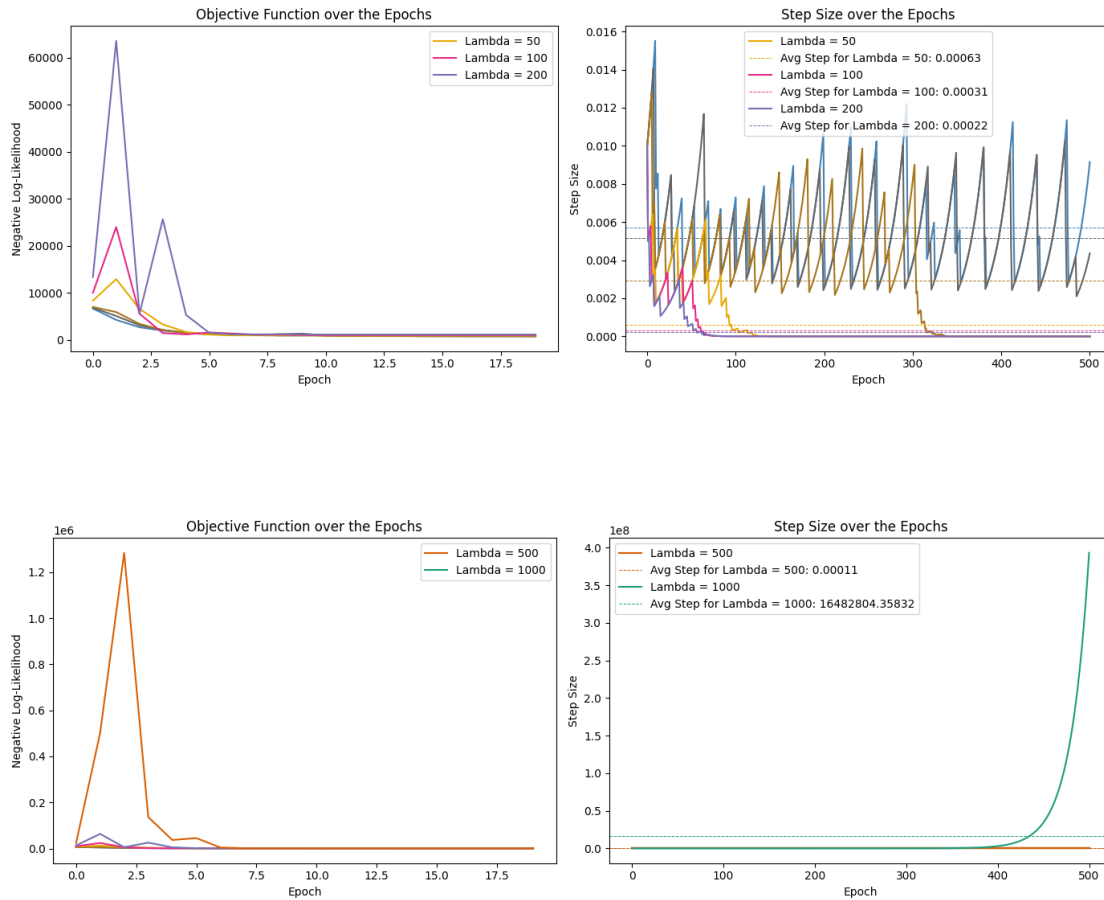 Objective Function over the Epochs
Negative Log-Likelihood
60000
50000
40000
30000
20000
10000
0
Lambda = 50
Lambda = 100
Lambda = 200
0.0 2.5 5.0 7.5 10.0 12.5 15.0 17.5
Epoch
Step Size over the Epochs
Step Size
0.016
0.014
0.012
0.010
0.008
0.006
0.004
0.002
0.000
Lambda = 50
Avg Step for Lambda = 50: 0.00063
Lambda = 100
Avg Step for Lambda = 100: 0.00031
Lambda = 200
Avg Step for Lambda = 200: 0.00022
0 100 200 300 400 500
Epoch
Objective Function over the Epochs
1e6
Negative Log-Likelihood
1.2
1.0
0.8
0.6
0.4
0.2
0.0
Lambda = 500
Lambda = 1000
0.0 2.5 5.0 7.5 10.0 12.5 15.0 17.5
Epoch
Step Size over the Epochs
1e8
Step Size
4.0
3.5
3.0
2.5
2.0
1.5
1.0
0.5
0.0
Lambda = 500
Avg Step for Lambda = 500: 0.00011
Lambda = 1000
Avg Step for Lambda = 1000: 16482804.35832
0 100 200 300 400 500
Epoch